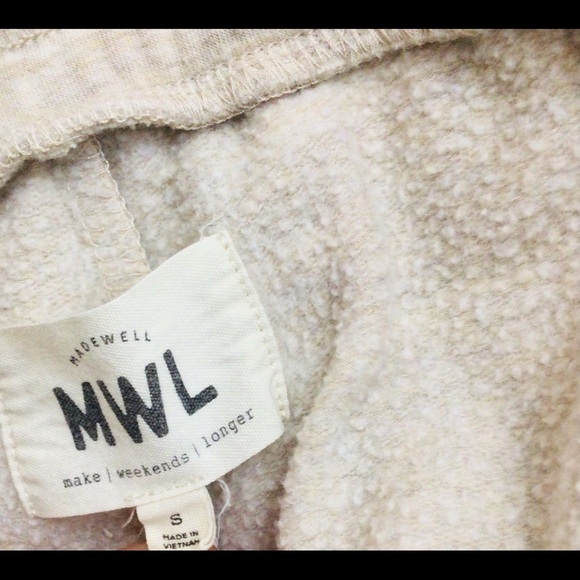 MADEWELL
MWL
make | weekends | longer
S
MADE IN
VIETNAM